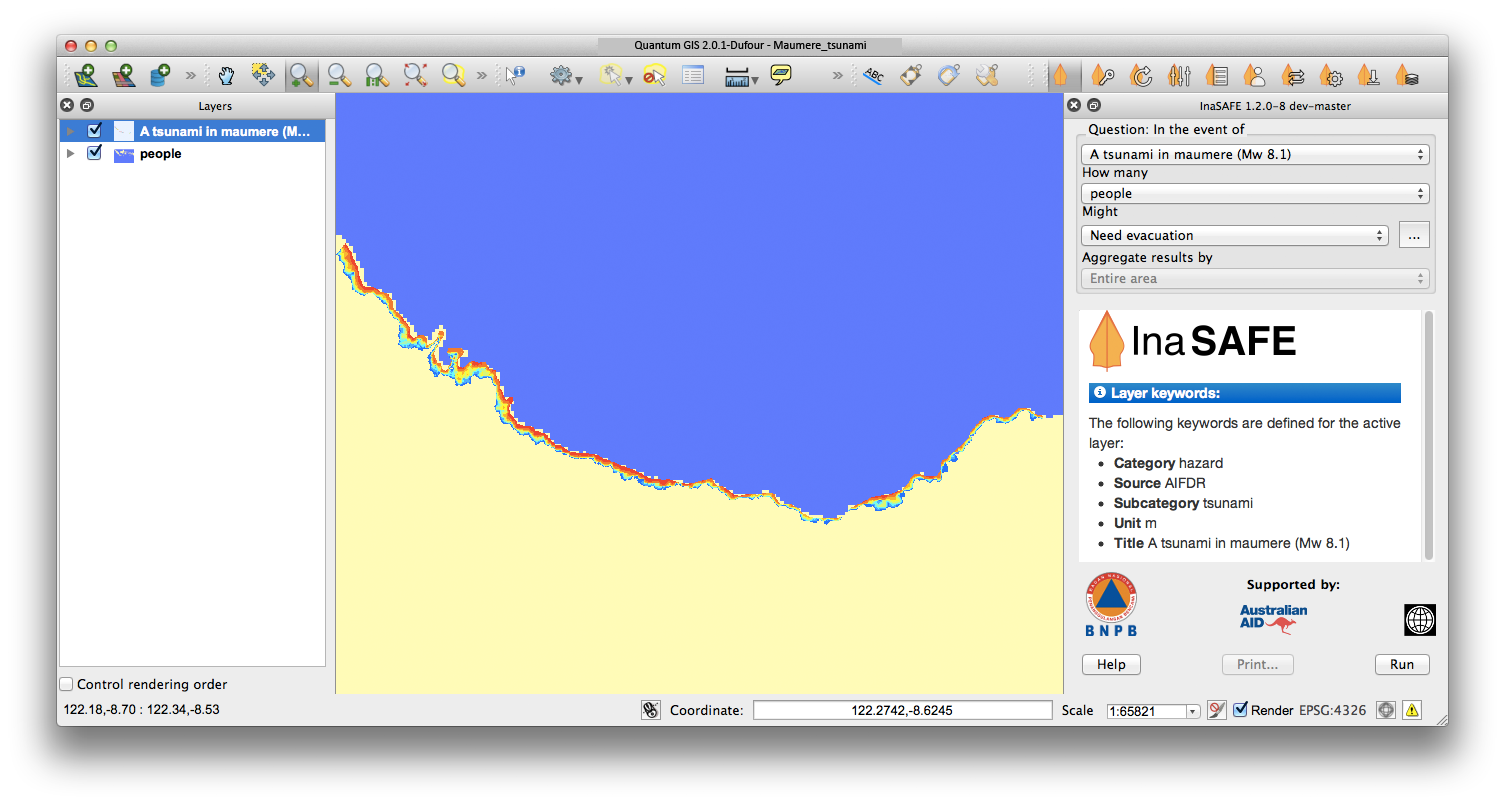 Quantum GIS 2.0.1-Dufour - Maumere_tsunami
ABC
Layers
A tsunami in maumere (M...
people
Control rendering order
122.18,-8.70 : 122.34,-8.53
Coordinate:
122.2742,-8.6245
Scale
1:65821
Render
EPSG:4326
InaSAFE 1.2.0-8 dev-master
Question: In the event of
A tsunami in maumere (Mw 8.1)
How many
people
Might
Need evacuation
...
Aggregate results by
Entire area
InaSAFE
Layer keywords:
The following keywords are defined for the active
layer:
• Category hazard
• Source AIFDR
• Subcategory tsunami
• Unit m
• Title A tsunami in maumere (Mw 8.1)
BADAN NASIONAL
PENANGGULANGAN BENCANA
BNPB
Supported by:
Australian
AID
Help
Print...
Run